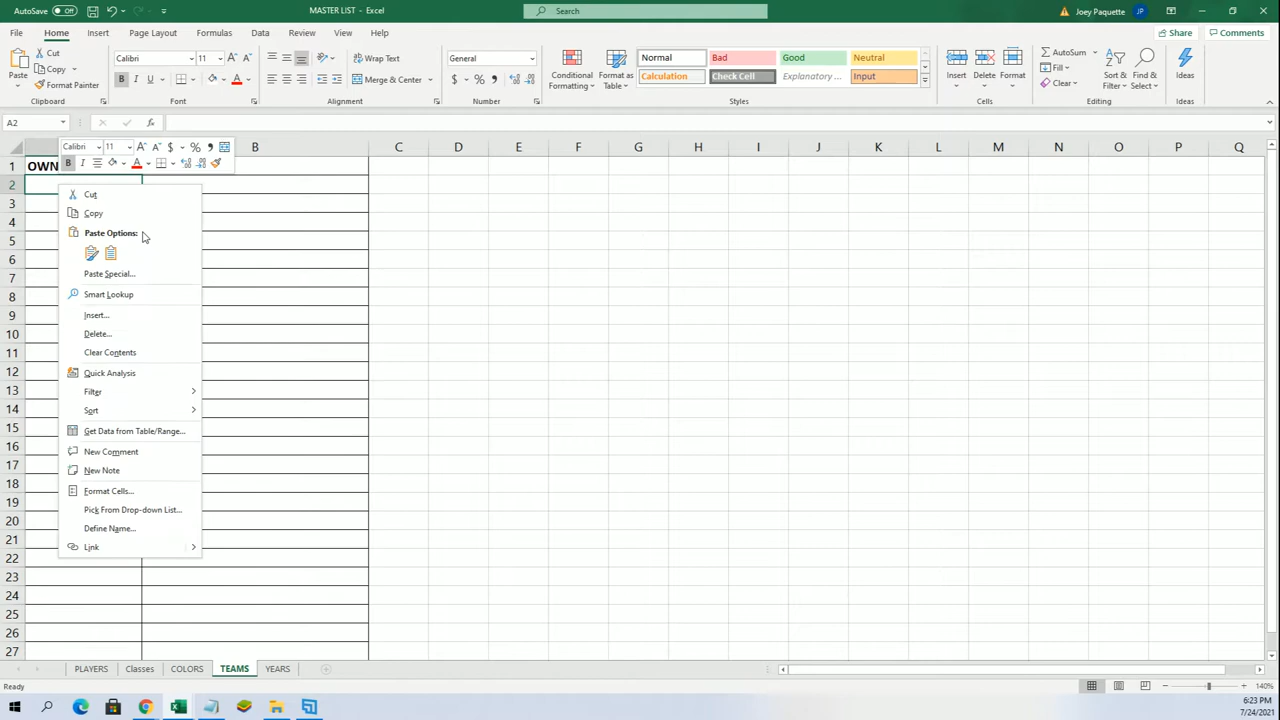 AutoSave Off MASTER LIST - Excel Search Joey Paquette JP
File Home Insert Draw Page Layout Formulas Data Review View Help Share Comments
Paste Cut Copy Format Painter Clipboard
Calibri 11 B I U A Font
Wrap Text Merge & Center Alignment
General $ % , Number
Conditional Formatting Format as Table
Normal Bad Good Neutral
Calculation Check Cell Explanatory ... Input
Styles
Insert Delete Format Cells
AutoSum Fill Clear Sort & Filter Find & Select Editing
Ideas Ideas
A2 fx
Calibri 11 A A $ % ,
B I A
B C D E F G H I J K L M N O P Q
1 OWN
2
3
4
5
6
7
8
9
10
11
12
13
14
15
16
17
18
19
20
21
22
23
24
25
26
27
Cut
Copy
Paste Options:
Paste Special...
Smart Lookup
Insert...
Delete...
Clear Contents
Quick Analysis
Filter
Sort
Get Data from Table/Range...
New Comment
New Note
Format Cells...
Pick From Drop-down List...
Define Name...
Link
PLAYERS Classes COLORS TEAMS YEARS
Ready 140%
6:23 PM
7/24/2021